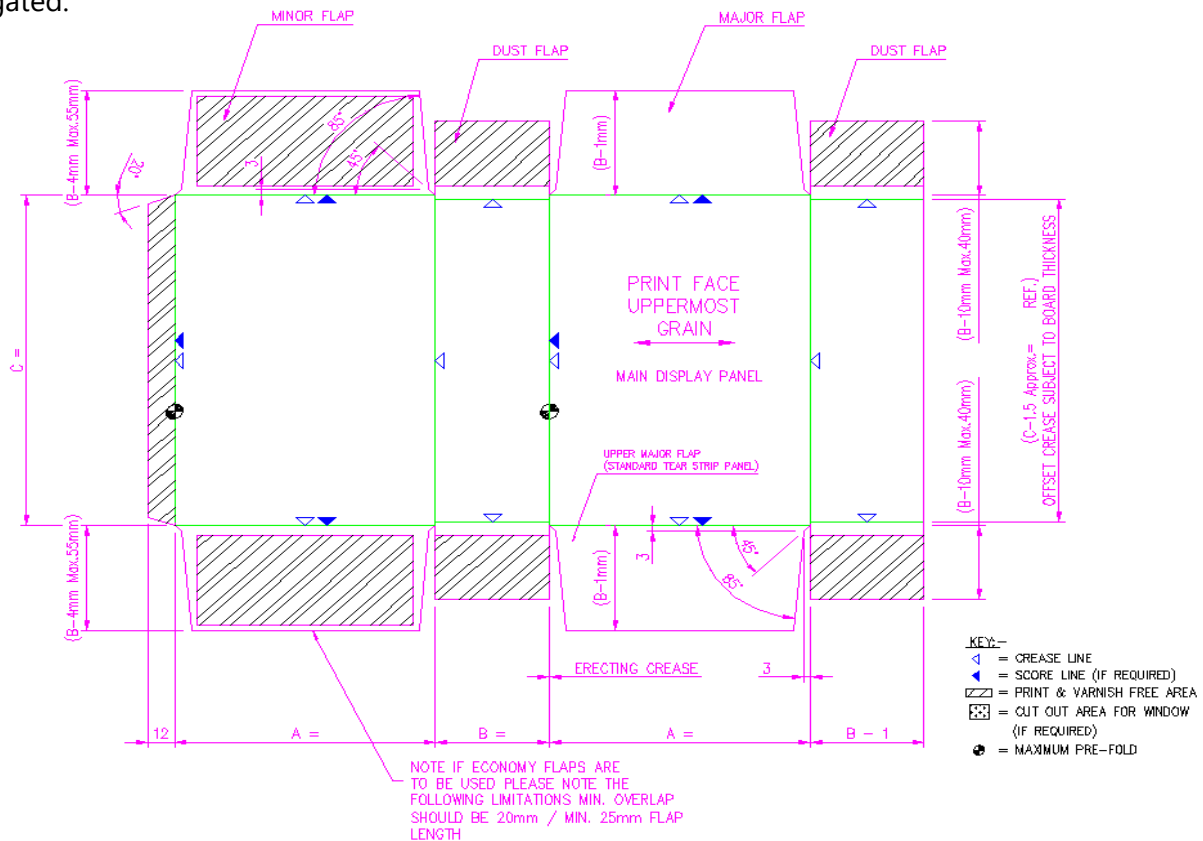 gated.
MINOR FLAP
MAJOR FLAP
DUST FLAP
DUST FLAP
(B-4mm Max.55mm)
85°
45°
3
20°
(B-1mm)
(B-10mm Max.40mm)
C =
PRINT FACE
UPPERMOST
GRAIN
MAIN DISPLAY PANEL
(C-1.5 Approx.= REF.)
OFFSET CREASE SUBJECT TO BOARD THICKNESS
(B-10mm Max.40mm)
UPPER MAJOR FLAP
(STANDARD TEAR STRIP PANEL)
(B-4mm Max.55mm)
(B-1mm)
3
45°
85°
ERECTING CREASE
3
12
A =
B =
A =
B - 1
KEY:-
= CREASE LINE
= SCORE LINE (IF REQUIRED)
= PRINT & VARNISH FREE AREA
= CUT OUT AREA FOR WINDOW
(IF REQUIRED)
= MAXIMUM PRE-FOLD
NOTE IF ECONOMY FLAPS ARE
TO BE USED PLEASE NOTE THE
FOLLOWING LIMITATIONS MIN. OVERLAP
SHOULD BE 20mm / MIN. 25mm FLAP
LENGTH